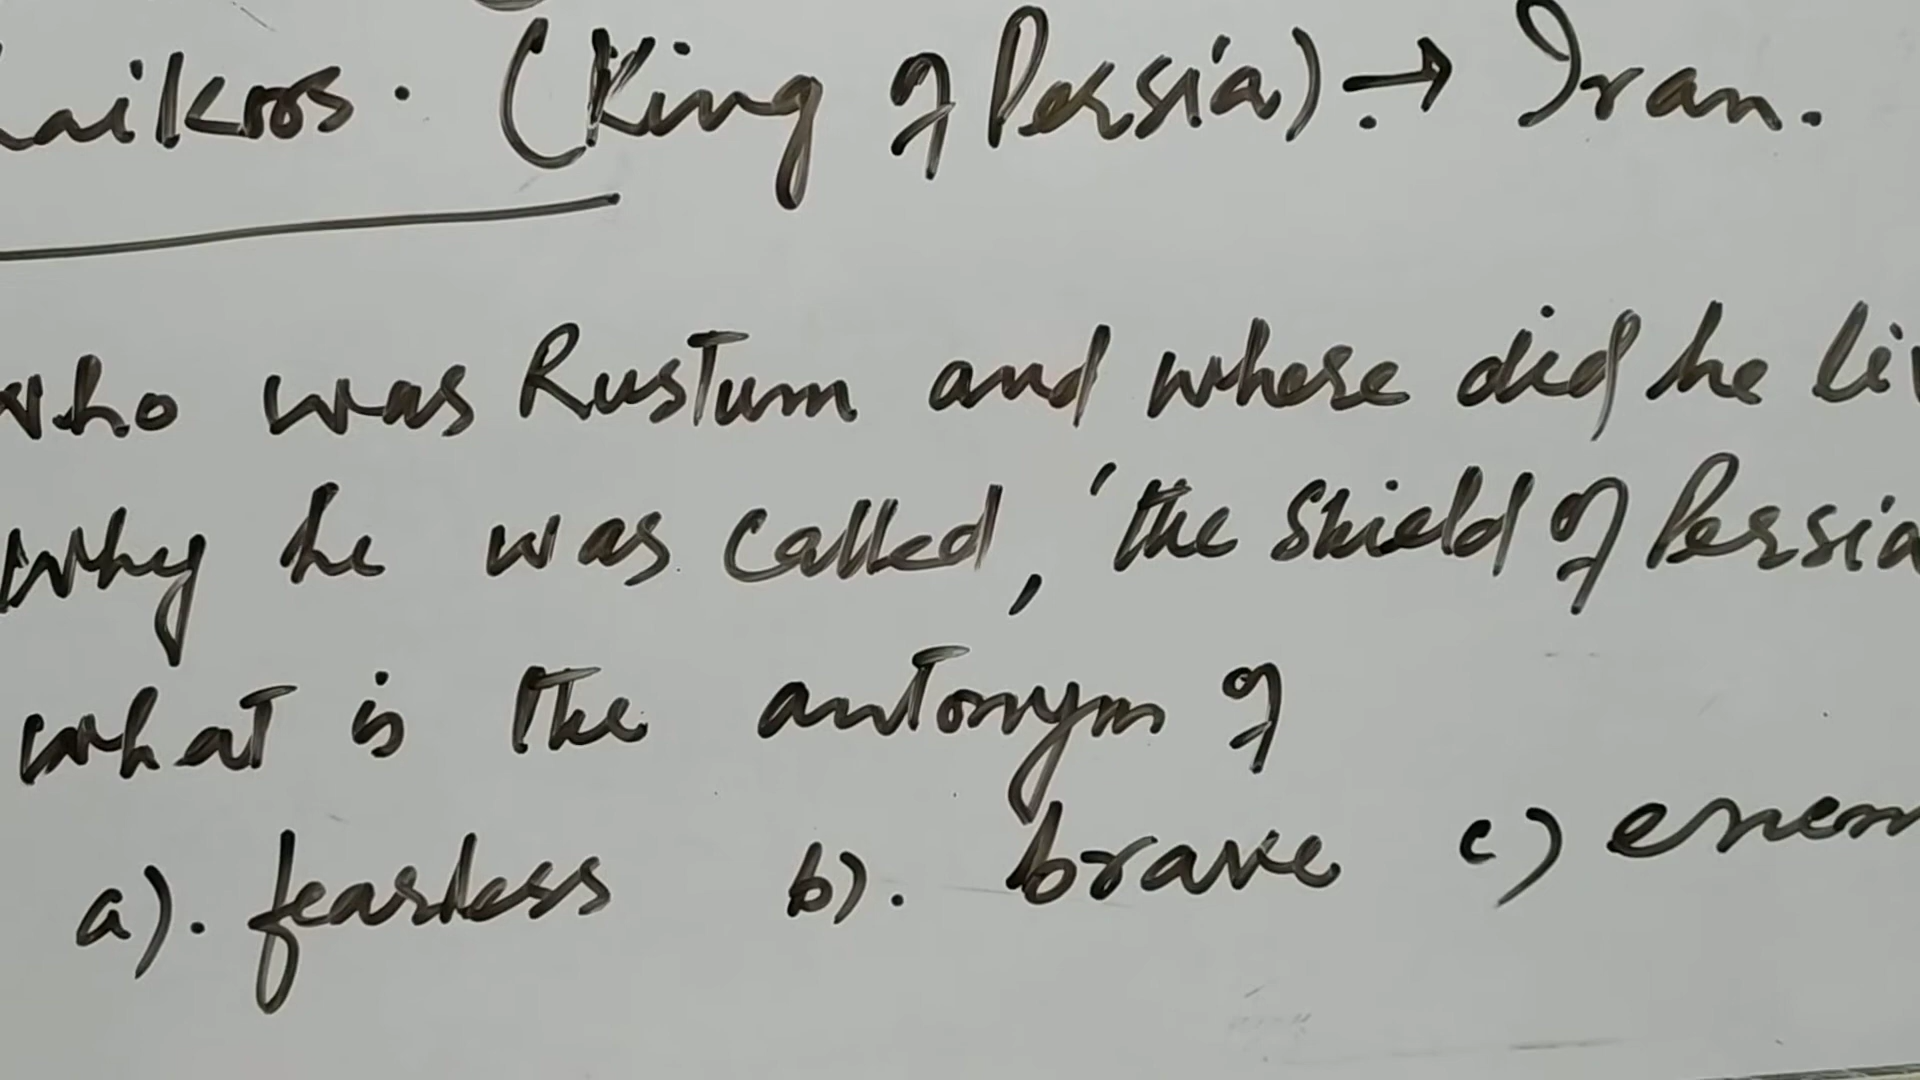 aikros. (King of Persia).→ Iran.
who was Rustum and where did he
why he was called, 'the Shield of Persia
what is the antonym of
a). fearless b). brave c)